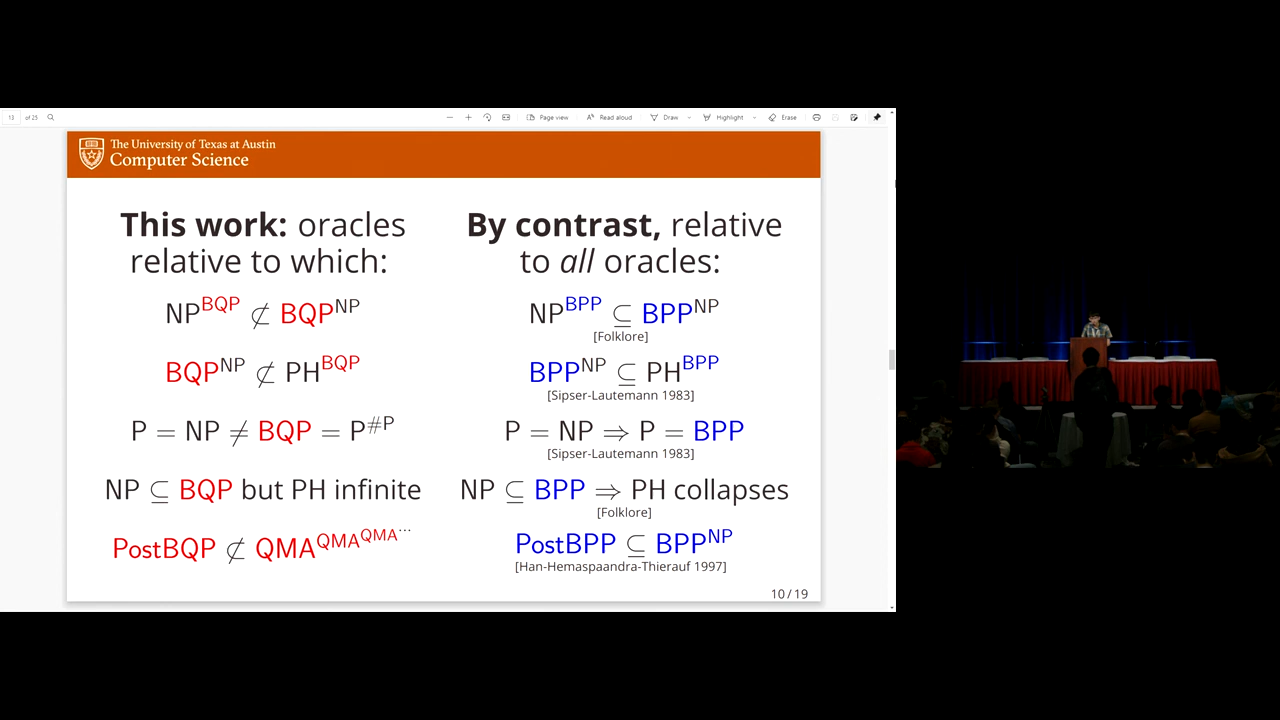 13 of 25 Page view Read aloud Draw Highlight Erase
The University of Texas at Austin
Computer Science
This work: oracles
relative to which:
NP^BQP ⊄ BQP^NP
BQP^NP ⊄ PH^BQP
P = NP ≠ BQP = P^#P
NP ⊆ BQP but PH infinite
PostBQP ⊄ QMA^QMA^QMA^...
By contrast, relative
to all oracles:
NP^BPP ⊆ BPP^NP
[Folklore]
BPP^NP ⊆ PH^BPP
[Sipser-Lautemann 1983]
P = NP ⇒ P = BPP
[Sipser-Lautemann 1983]
NP ⊆ BPP ⇒ PH collapses
[Folklore]
PostBPP ⊆ BPP^NP
[Han-Hemaspaandra-Thierauf 1997]
10 / 19